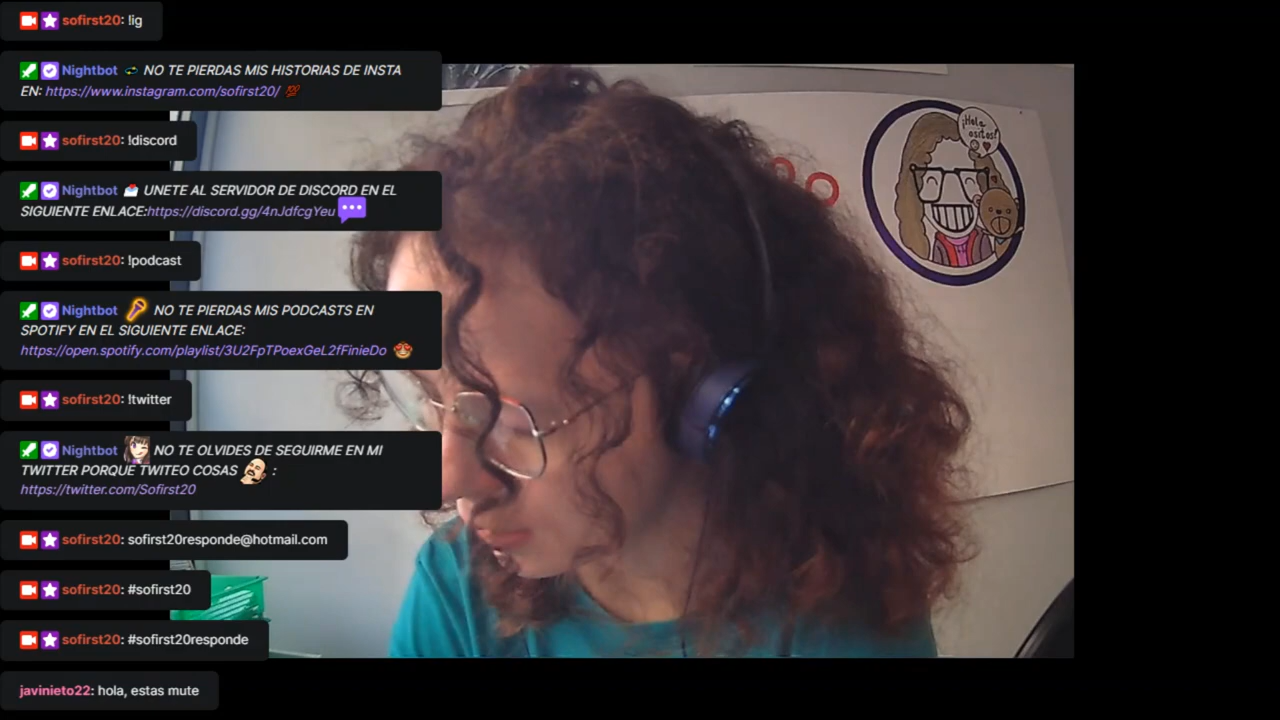 sofirst20: !ig
Nightbot NO TE PIERDAS MIS HISTORIAS DE INSTA
EN: https://www.instagram.com/sofirst20/ 💯
sofirst20: !discord
Nightbot UNETE AL SERVIDOR DE DISCORD EN EL
SIGUIENTE ENLACE:https://discord.gg/4nJdfcgYeu
sofirst20: !podcast
Nightbot NO TE PIERDAS MIS PODCASTS EN
SPOTIFY EN EL SIGUIENTE ENLACE:
https://open.spotify.com/playlist/3U2FpTPoexGeL2fFinieDo
sofirst20: !twitter
Nightbot NO TE OLVIDES DE SEGUIRME EN MI
TWITTER PORQUE TWITEO COSAS :
https://twitter.com/Sofirst20
sofirst20: sofirst20responde@hotmail.com
sofirst20: #sofirst20
sofirst20: #sofirst20responde
javinieto22: hola, estas mute
¡Hola
ositos!